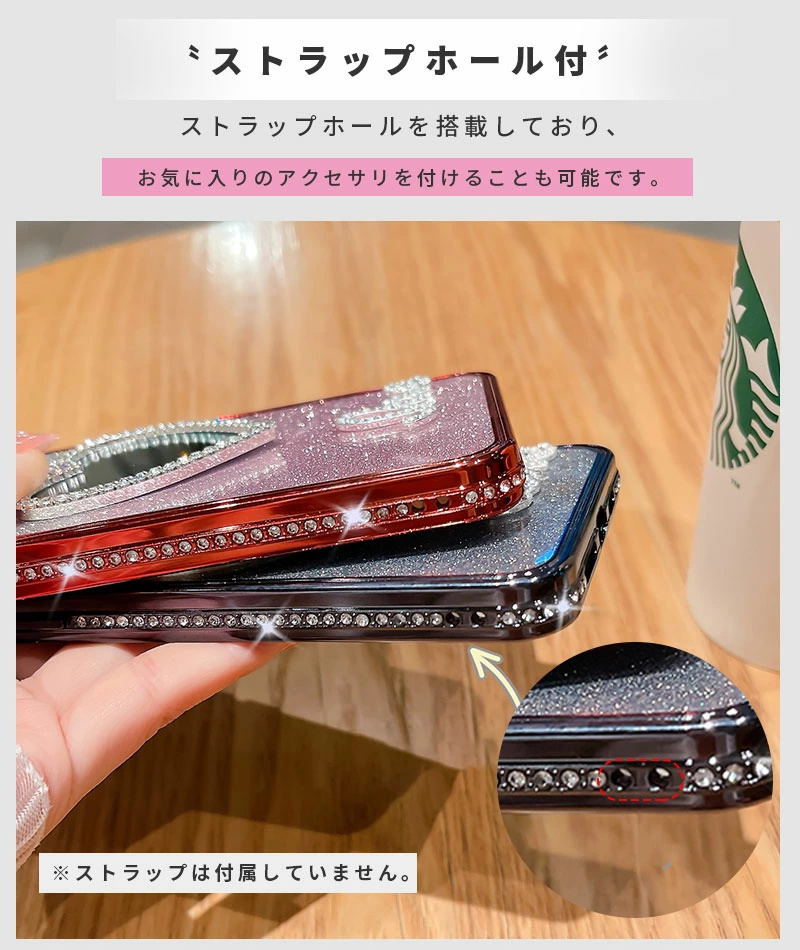 〝ストラップホール付〞
ストラップホールを搭載しており、
お気に入りのアクセサリを付けることも可能です。
TM
※ストラップは付属していません。